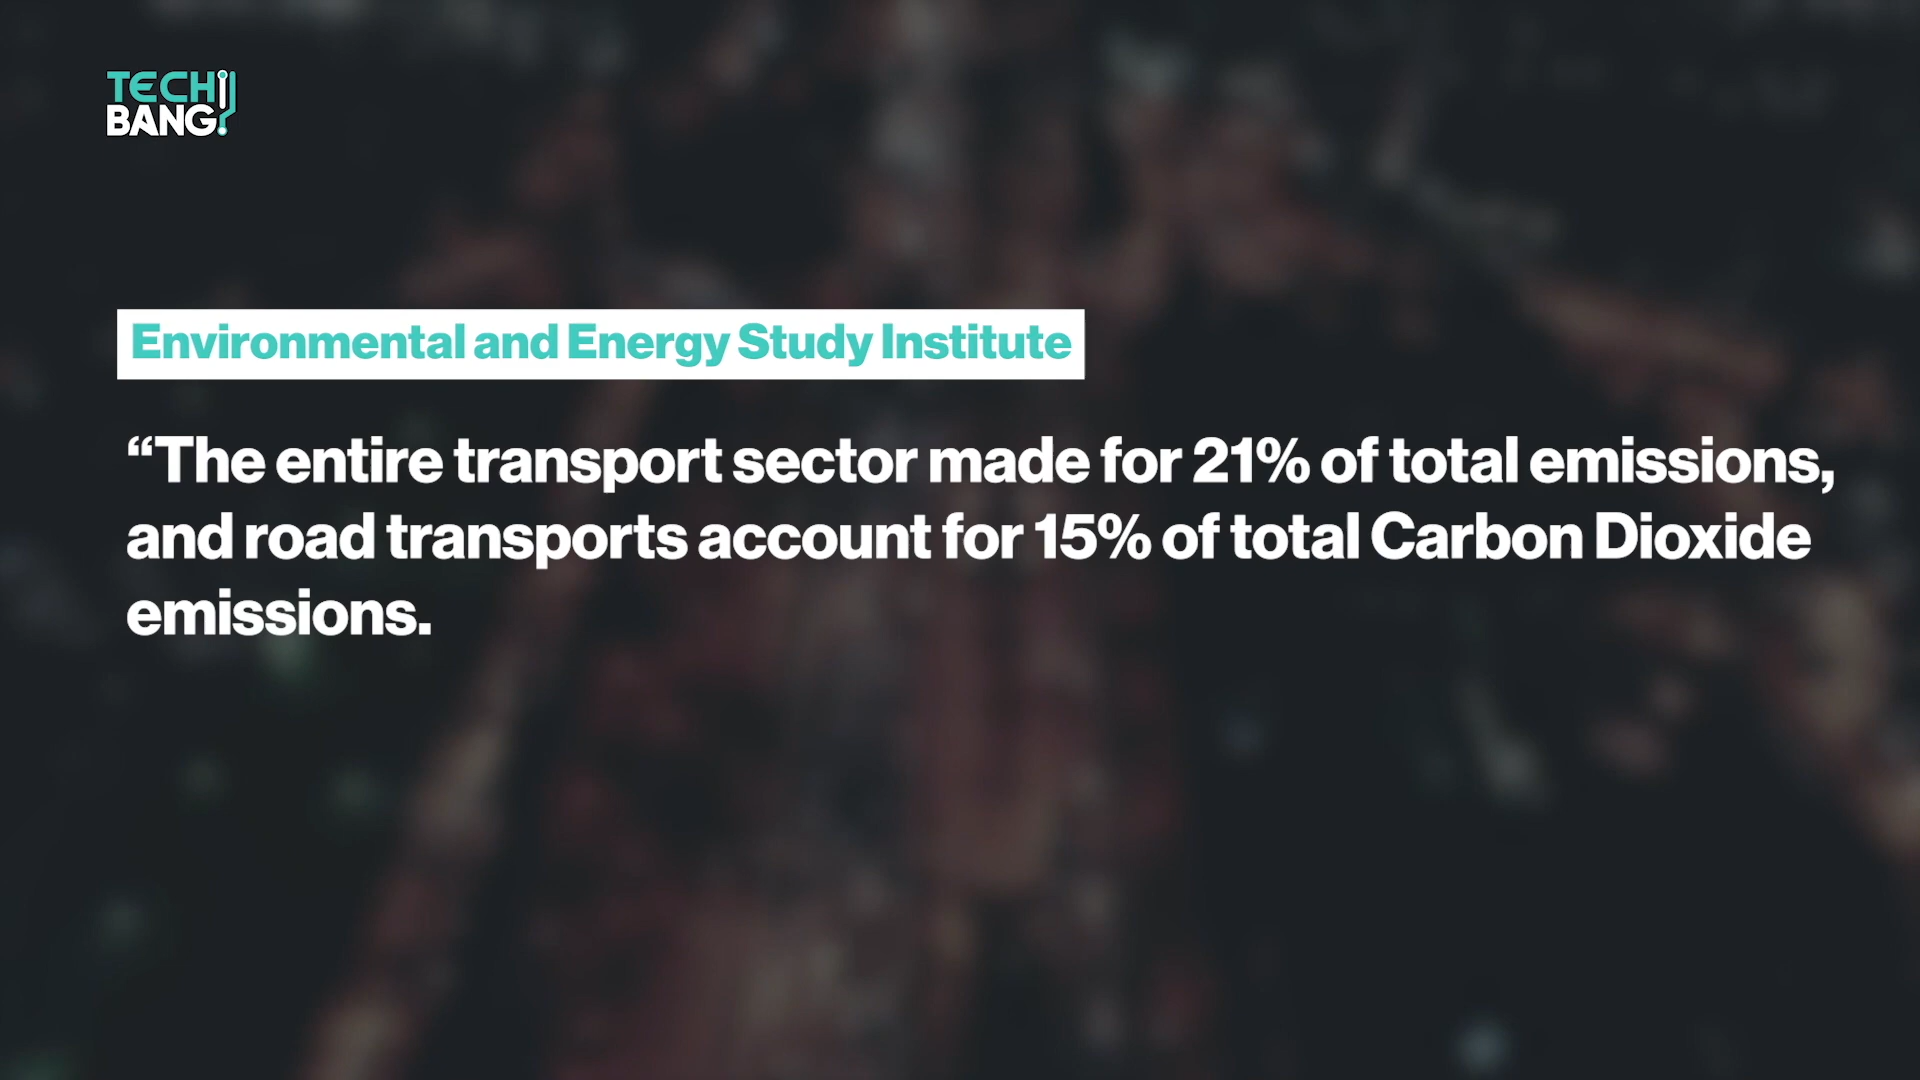 TECH
BANG!
Environmental and Energy Study Institute
“The entire transport sector made for 21% of total emissions,
and road transports account for 15% of total Carbon Dioxide
emissions.